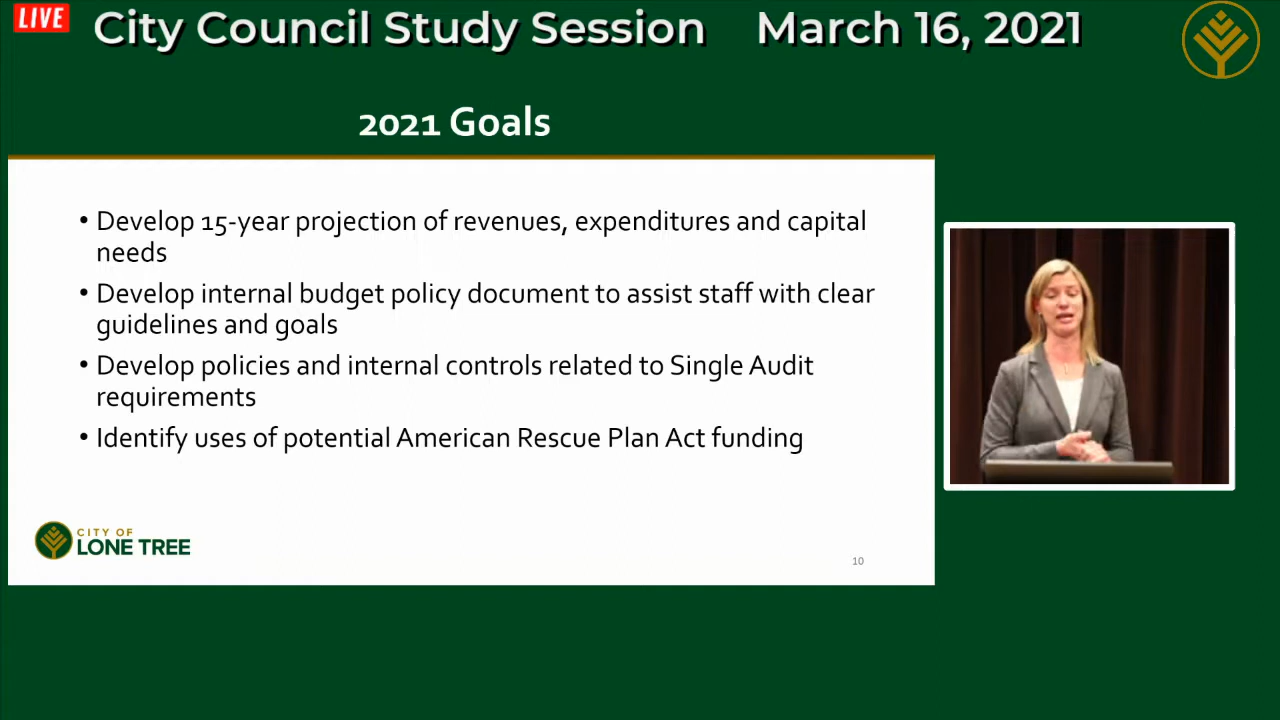 LIVE
City Council Study Session March 16, 2021
2021 Goals
• Develop 15-year projection of revenues, expenditures and capital
needs
• Develop internal budget policy document to assist staff with clear
guidelines and goals
• Develop policies and internal controls related to Single Audit
requirements
• Identify uses of potential American Rescue Plan Act funding
CITY OF
LONE TREE
10